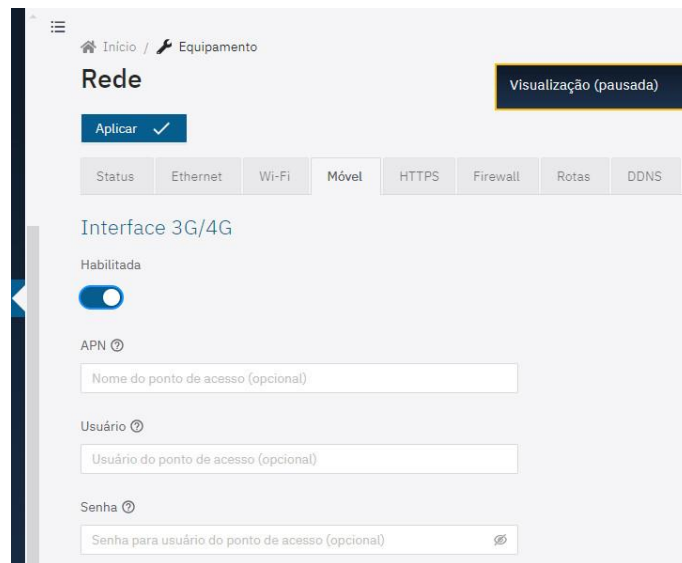 Início / Equipamento
Rede
Visualização (pausada)
Aplicar
Status Ethernet Wi-Fi Móvel HTTPS Firewall Rotas DDNS
Interface 3G/4G
Habilitada
APN
Nome do ponto de acesso (opcional)
Usuário
Usuário do ponto de acesso (opcional)
Senha
Senha para usuário do ponto de acesso (opcional)